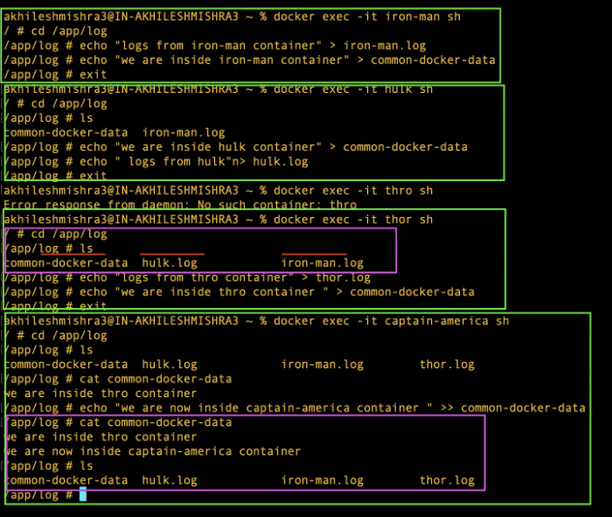 akhileshmishra3@IN-AKHILESHMISHRA3 ~ % docker exec -it iron-man sh
/ # cd /app/log
/app/log # echo "logs from iron-man container" > iron-man.log
/app/log # echo "we are inside iron-man container" > common-docker-data
/app/log # exit
akhileshmishra3@IN-AKHILESHMISHRA3 ~ % docker exec -it hulk sh
/ # cd /app/log
/app/log # ls
common-docker-data iron-man.log
/app/log # echo "we are inside hulk container" > common-docker-data
/app/log # echo " logs from hulk"n> hulk.log
/app/log # exit
akhileshmishra3@IN-AKHILESHMISHRA3 ~ % docker exec -it thro sh
Error response from daemon: No such container: thro
akhileshmishra3@IN-AKHILESHMISHRA3 ~ % docker exec -it thor sh
/ # cd /app/log
/app/log # ls
common-docker-data hulk.log iron-man.log
/app/log # echo "logs from thro container" > thor.log
/app/log # echo "we are inside thro container " > common-docker-data
/app/log # exit
akhileshmishra3@IN-AKHILESHMISHRA3 ~ % docker exec -it captain-america sh
/ # cd /app/log
/app/log # ls
common-docker-data hulk.log iron-man.log thor.log
/app/log # cat common-docker-data
we are inside thro container
/app/log # echo "we are now inside captain-america container " >> common-docker-data
/app/log # cat common-docker-data
we are inside thro container
we are now inside captain-america container
/app/log # ls
common-docker-data hulk.log iron-man.log thor.log
/app/log #